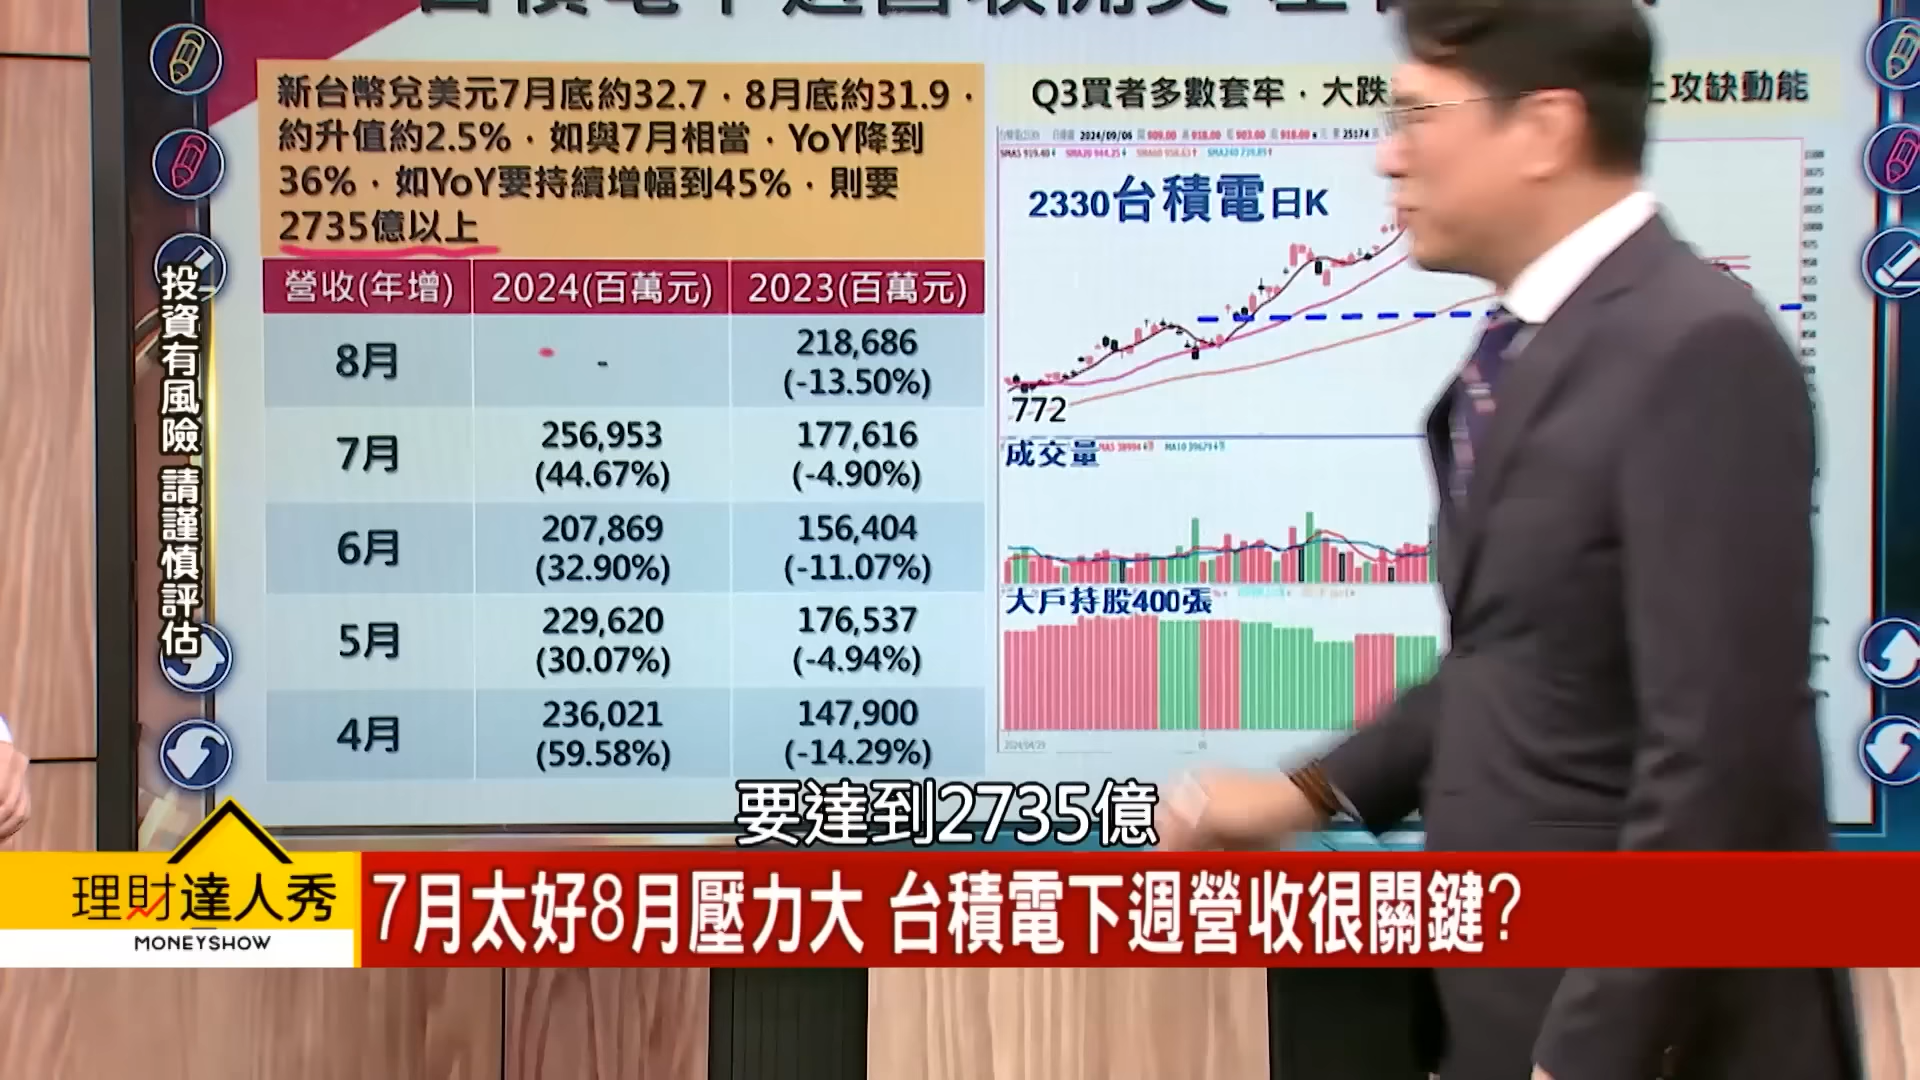 新台幣兌美元7月底約32.7，8月底約31.9，
約升值約2.5%，如與7月相當，YoY降到
36%，如YoY要持續增幅到45%，則要
2735億以上
營收(年增) 2024(百萬元) 2023(百萬元)
8月 - 218,686 (-13.50%)
7月 256,953 (44.67%) 177,616 (-4.90%)
6月 207,869 (32.90%) 156,404 (-11.07%)
5月 229,620 (30.07%) 176,537 (-4.94%)
4月 236,021 (59.58%) 147,900 (-14.29%)
Q3買者多數套牢，大跌
上攻缺動能
2024/09/06
2330台積電日K
772
成交量
大戶持股400張
2024/04/29
投資有風險 請謹慎評估
要達到2735億
理財達人秀
MONEYSHOW
7月太好8月壓力大 台積電下週營收很關鍵?